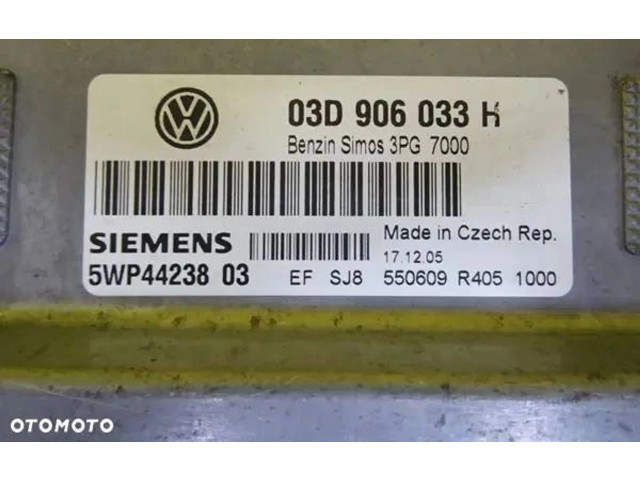 VW
03D 906 033 H
Benzin Simos 3PG 7000
SIEMENS
Made in Czech Rep.
17.12.05
5WP44238 03
EF SJ8 550609 R405 1000
OTOMOTO